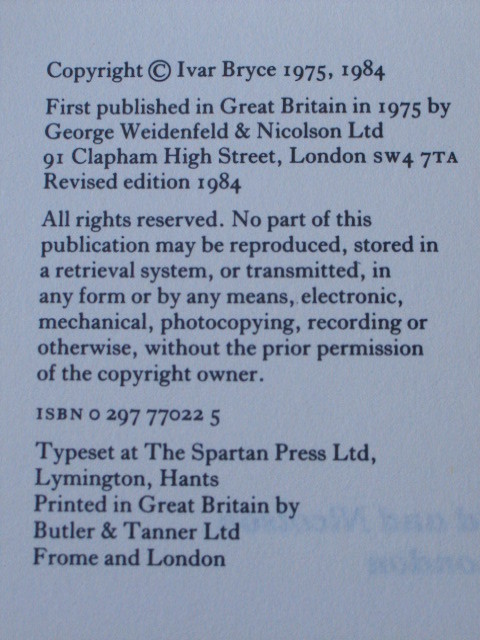 Copyright © Ivar Bryce 1975, 1984
First published in Great Britain in 1975 by
George Weidenfeld & Nicolson Ltd
91 Clapham High Street, London SW4 7TA
Revised edition 1984
All rights reserved. No part of this
publication may be reproduced, stored in
a retrieval system, or transmitted, in
any form or by any means, electronic,
mechanical, photocopying, recording or
otherwise, without the prior permission
of the copyright owner.
ISBN 0 297 77022 5
Typeset at The Spartan Press Ltd,
Lymington, Hants
Printed in Great Britain by
Butler & Tanner Ltd
Frome and London